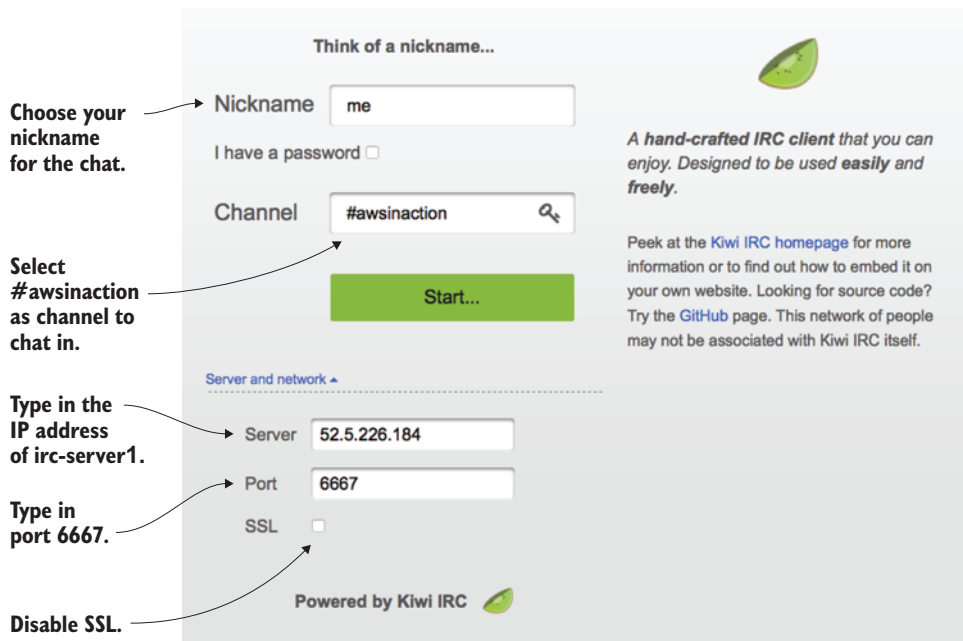 Think of a nickname...
Choose your
nickname
for the chat.
Nickname
me
I have a password
Channel
#awsinaction
Select
#awsinaction
as channel to
chat in.
Start...
Server and network
Type in the
IP address
of irc-server1.
Server
52.5.226.184
Type in
port 6667.
Port
6667
SSL
Disable SSL.
Powered by Kiwi IRC
A hand-crafted IRC client that you can
enjoy. Designed to be used easily and
freely.
Peek at the Kiwi IRC homepage for more
information or to find out how to embed it on
your own website. Looking for source code?
Try the GitHub page. This network of people
may not be associated with Kiwi IRC itself.